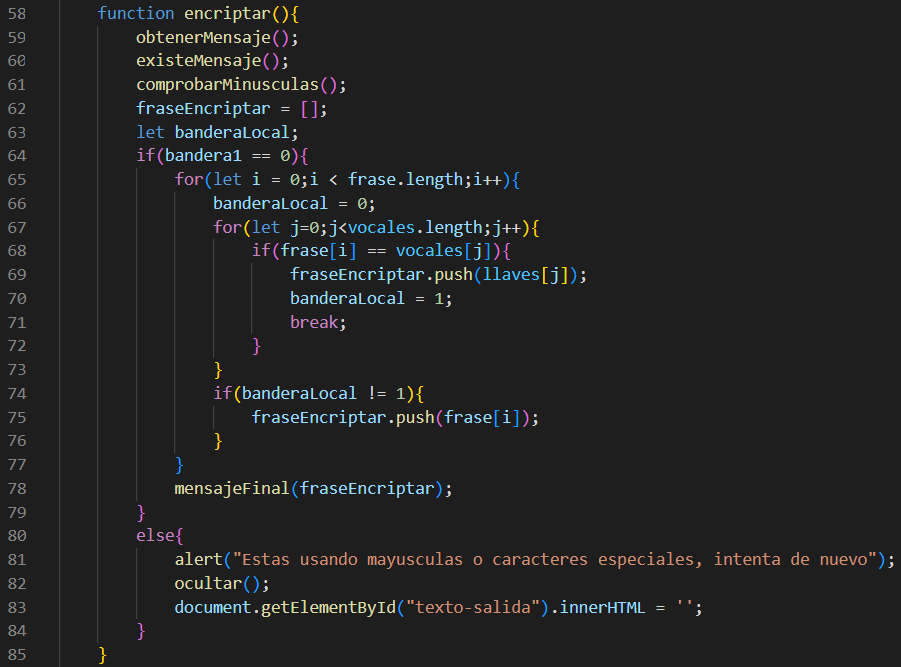 58 function encriptar(){
59 obtenerMensaje();
60 existeMensaje();
61 comprobarMinusculas();
62 fraseEncriptar = [];
63 let banderaLocal;
64 if(bandera1 == 0){
65 for(let i = 0;i < frase.length;i++){
66 banderaLocal = 0;
67 for(let j=0;j<vocales.length;j++){
68 if(frase[i] == vocales[j]){
69 fraseEncriptar.push(llaves[j]);
70 banderaLocal = 1;
71 break;
72 }
73 }
74 if(banderaLocal != 1){
75 fraseEncriptar.push(frase[i]);
76 }
77 }
78 mensajeFinal(fraseEncriptar);
79 }
80 else{
81 alert("Estas usando mayusculas o caracteres especiales, intenta de nuevo");
82 ocultar();
83 document.getElementById("texto-salida").innerHTML = '';
84 }
85 }